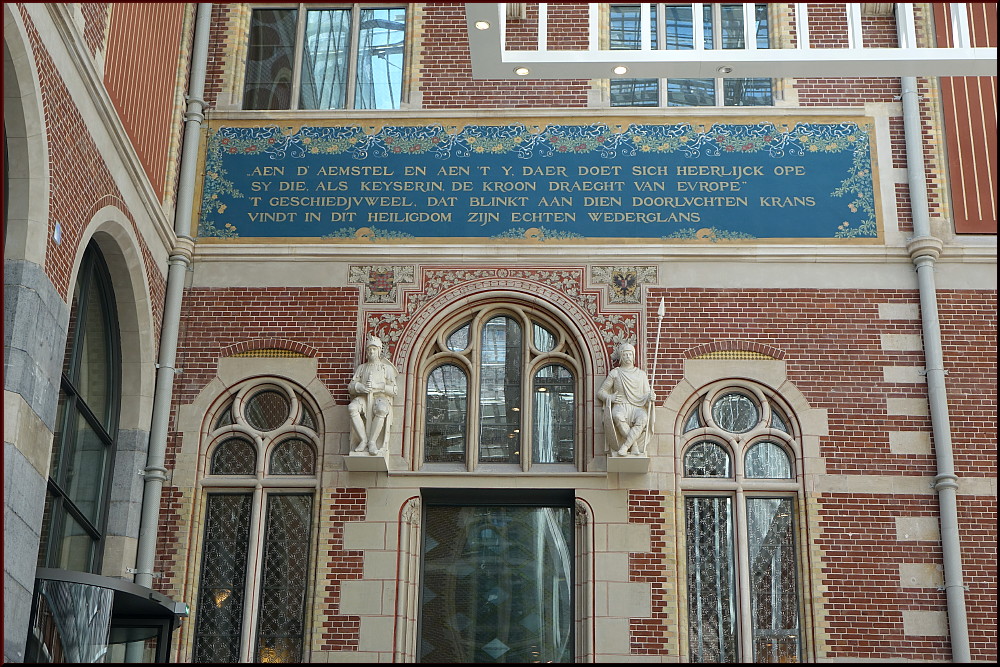 „AEN D' AEMSTEL EN AEN 'T Y, DAER DOET SICH HEERLIJCK OPE
SY DIE, ALS KEYSERIN, DE KROON DRAEGHT VAN EVROPE"
'T GESCHIEDJVWEEL, DAT BLINKT AAN DIEN DOORLVCHTEN KRANS
VINDT IN DIT HEILIGDOM ZIJN ECHTEN WEDERGLANS